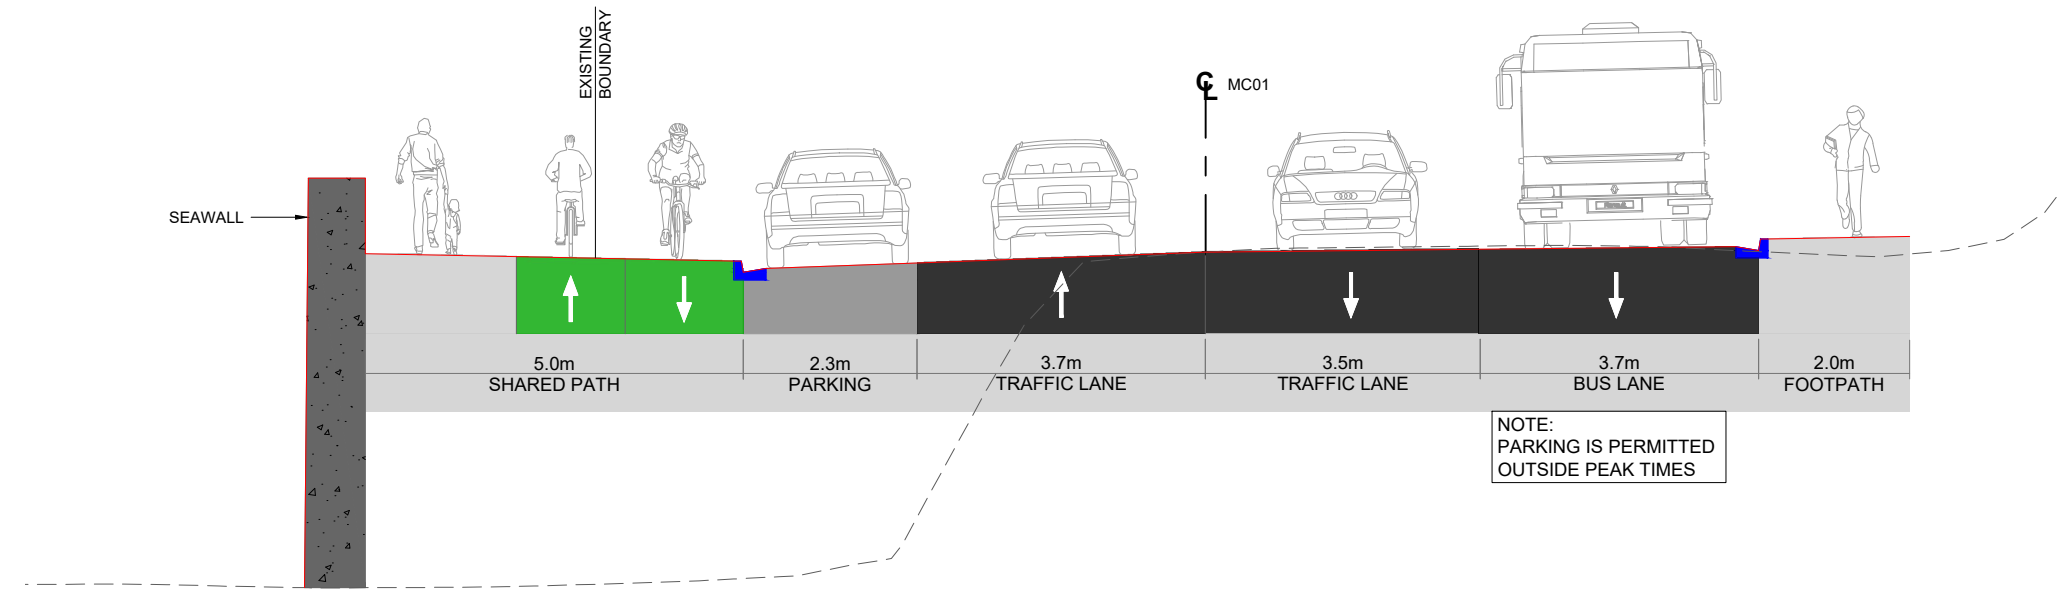 EXISTING
BOUNDARY
CL MC01
SEAWALL
5.0m
SHARED PATH
2.3m
PARKING
3.7m
TRAFFIC LANE
3.5m
TRAFFIC LANE
3.7m
BUS LANE
2.0m
FOOTPATH
NOTE:
PARKING IS PERMITTED
OUTSIDE PEAK TIMES